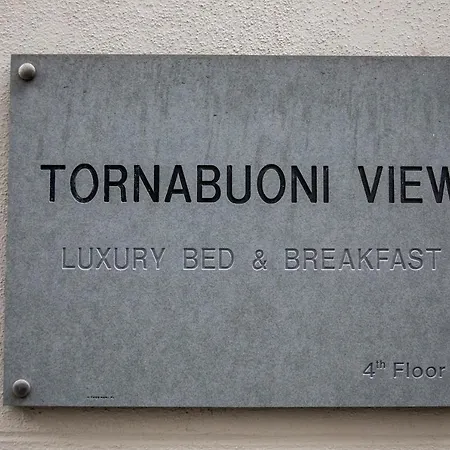 TORNABUONI VIEW
LUXURY BED & BREAKFAST
4th Floor